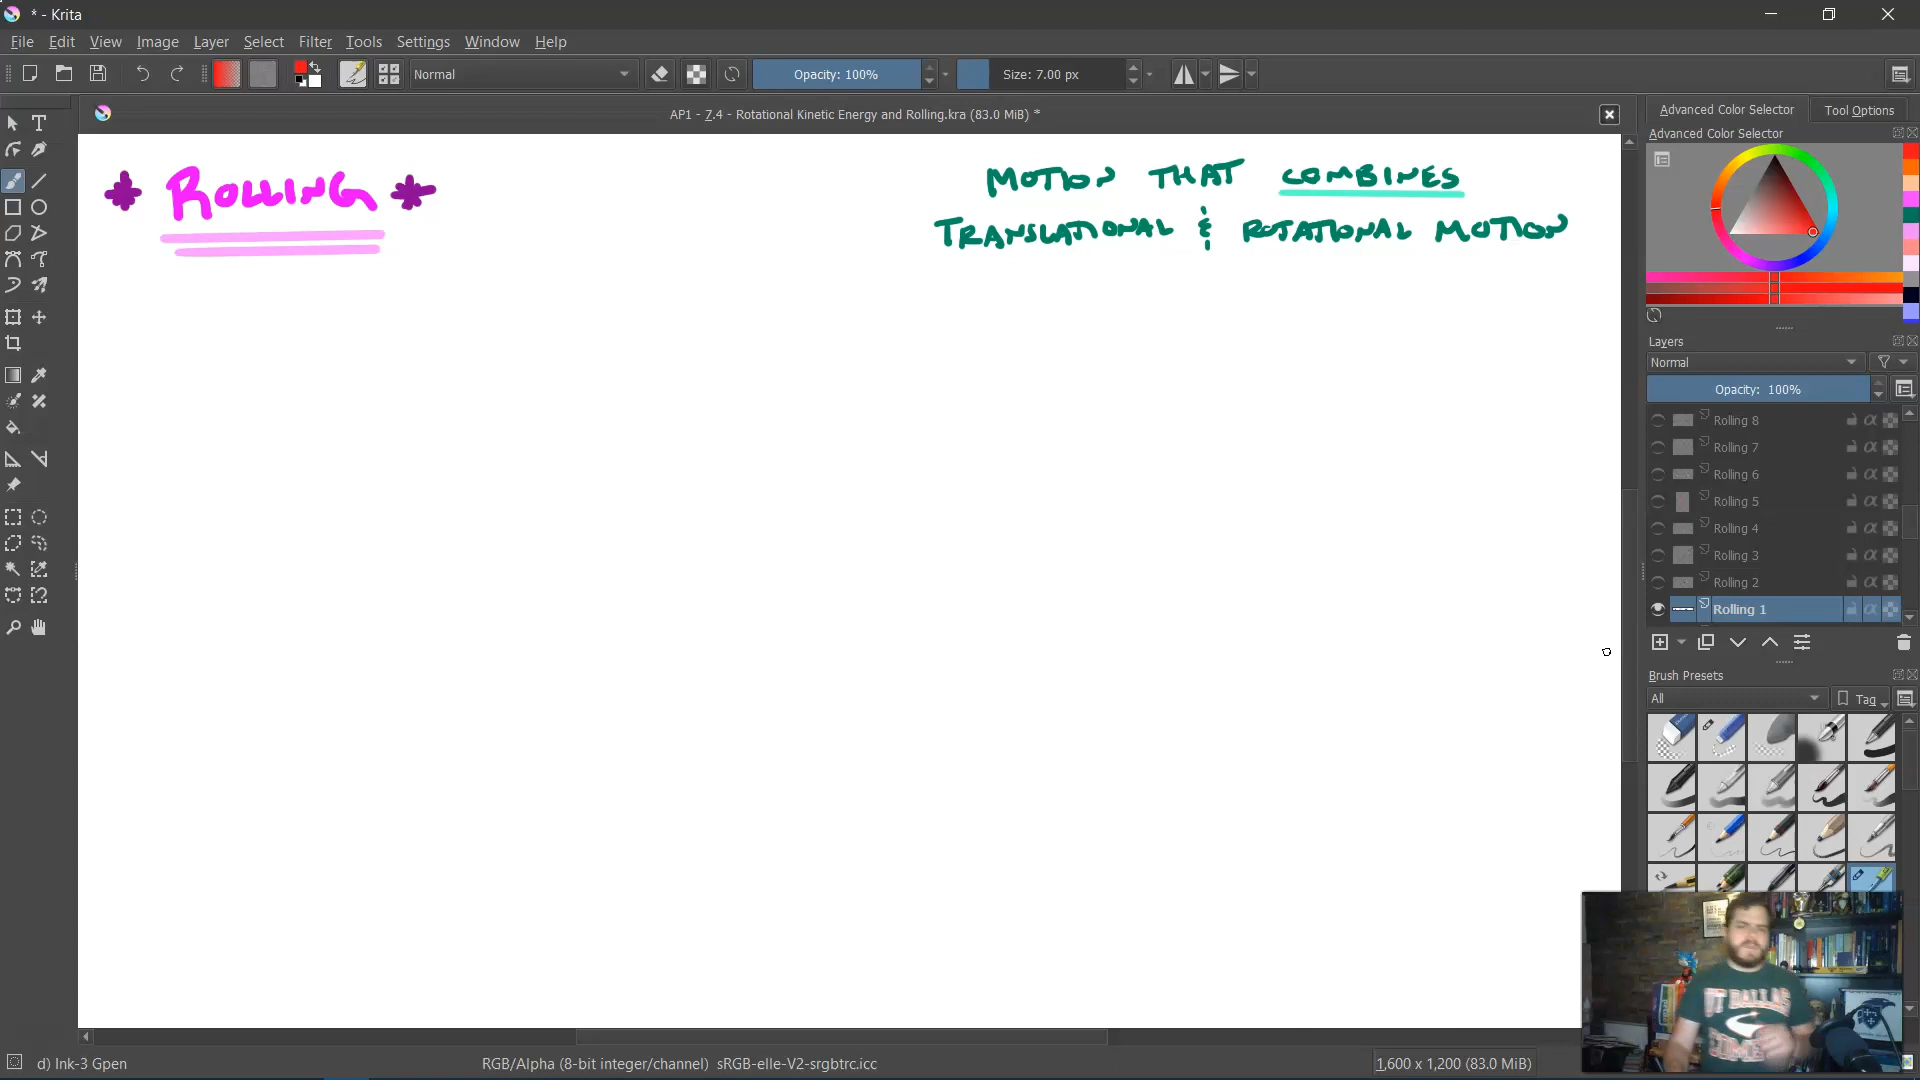 * - Krita
File Edit View Image Layer Select Filter Tools Settings Window Help
Normal
Opacity: 100%
Size: 7.00 px
AP1 - 7.4 - Rotational Kinetic Energy and Rolling.kra (83.0 MiB) *
Advanced Color Selector
Tool Options
Advanced Color Selector
* ROLLING *
MOTION THAT COMBINES
TRANSLATIONAL & ROTATIONAL MOTION
Layers
Normal
Opacity: 100%
Rolling 8
Rolling 7
Rolling 6
Rolling 5
Rolling 4
Rolling 3
Rolling 2
Rolling 1
Brush Presets
All
Tag
UT DALLAS
d) Ink-3 Gpen
RGB/Alpha (8-bit integer/channel) sRGB-elle-V2-srgbtrc.icc
1,600 x 1,200 (83.0 MiB)